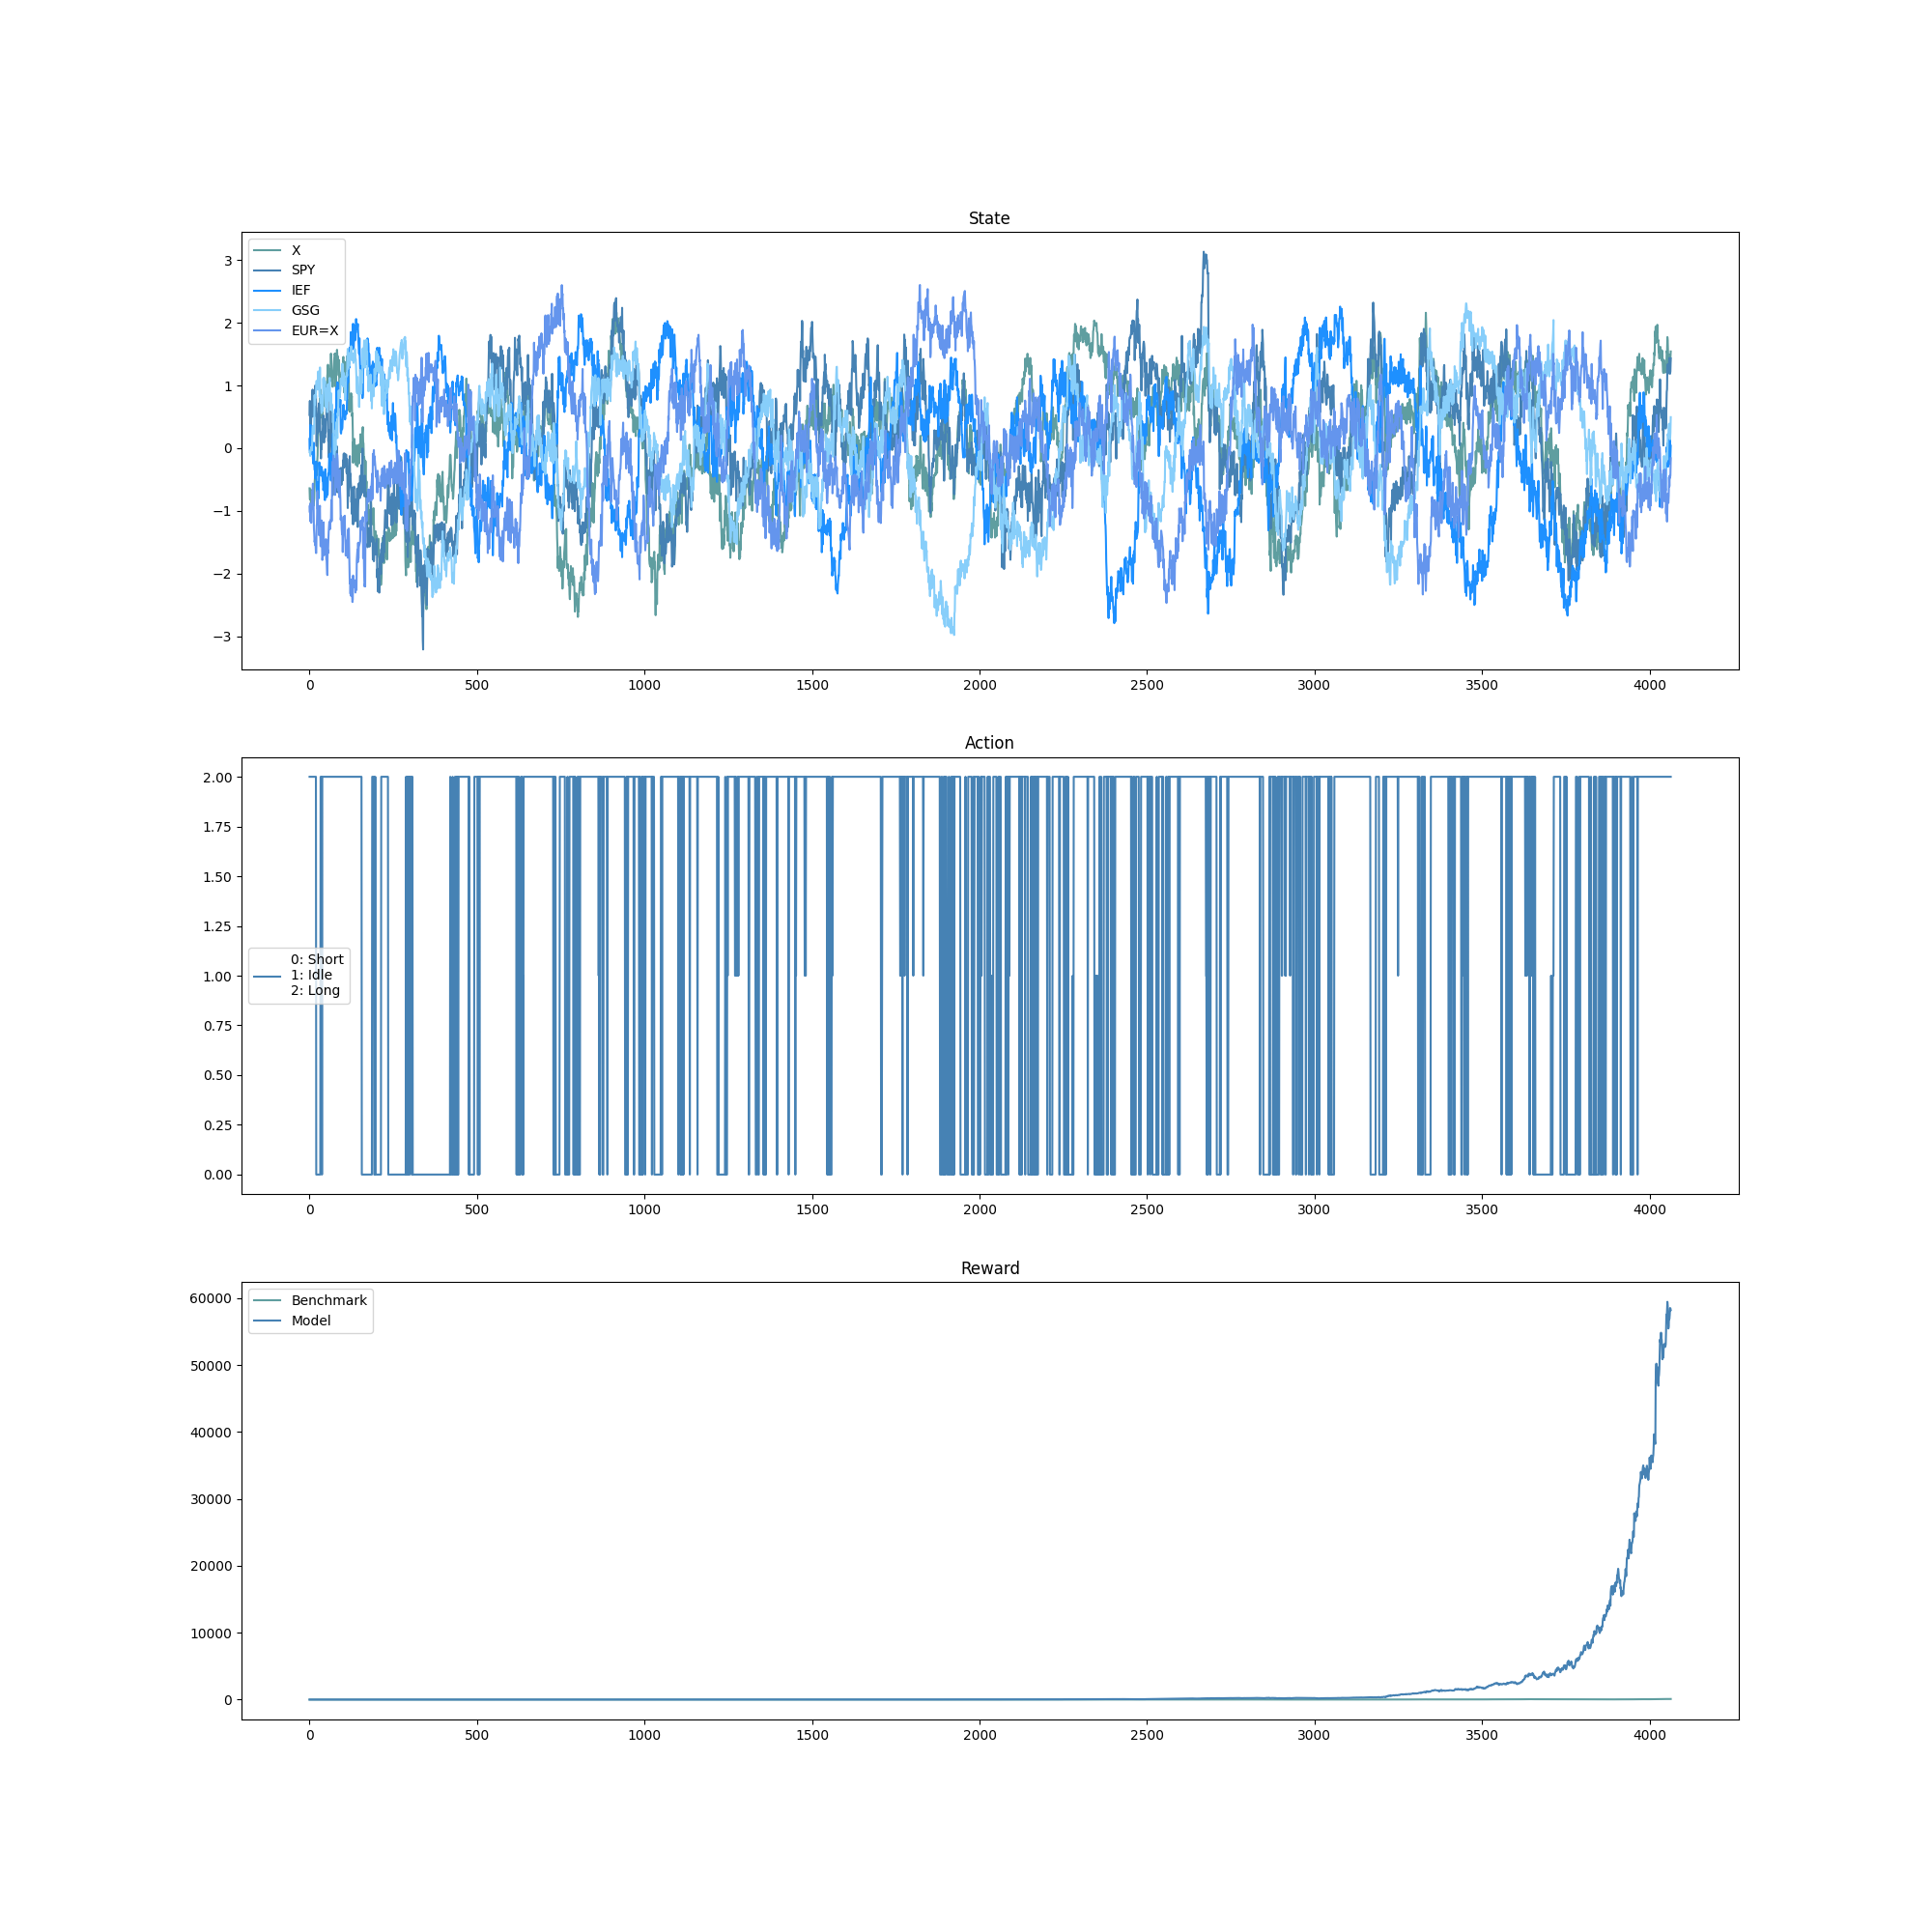 State
X
SPY
IEF
GSG
EUR=X
3
2
1
0
−1
−2
−3
0 500 1000 1500 2000 2500 3000 3500 4000
Action
2.00
1.75
1.50
1.25
1.00
0.75
0.50
0.25
0.00
0: Short
1: Idle
2: Long
0 500 1000 1500 2000 2500 3000 3500 4000
Reward
Benchmark
Model
60000
50000
40000
30000
20000
10000
0
0 500 1000 1500 2000 2500 3000 3500 4000